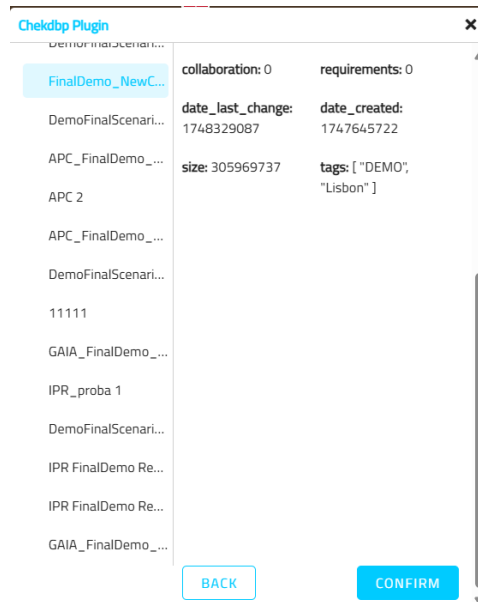 Chekdbp Plugin
DemoFinalScenari...
FinalDemo_NewC...
DemoFinalScenari...
APC_FinalDemo_...
APC 2
APC_FinalDemo_...
DemoFinalScenari...
11111
GAIA_FinalDemo_...
IPR_proba 1
DemoFinalScenari...
IPR FinalDemo Re...
IPR FinalDemo Re...
GAIA_FinalDemo_...
collaboration: 0
requirements: 0
date_last_change:
1748329087
date_created:
1747645722
size: 305969737
tags: [ "DEMO",
"Lisbon" ]
BACK
CONFIRM